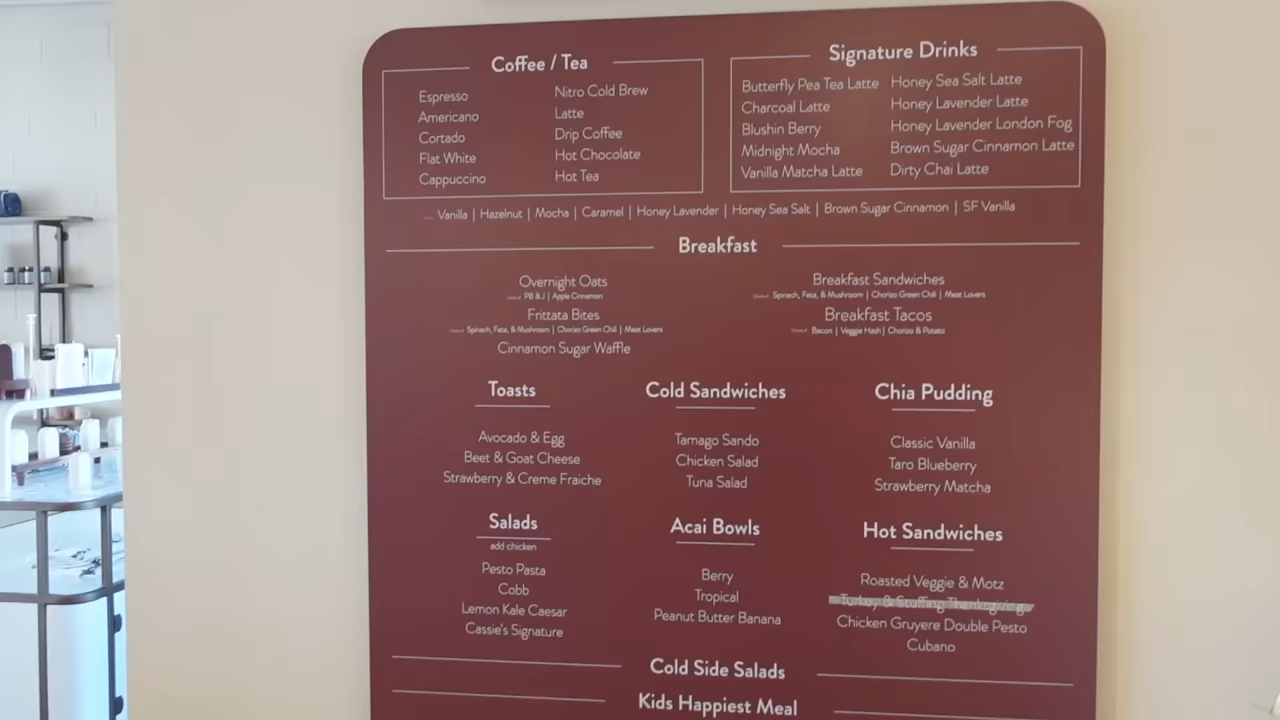 Coffee / Tea
Espresso
Americano
Cortado
Flat White
Cappuccino
Nitro Cold Brew
Latte
Drip Coffee
Hot Chocolate
Hot Tea
Signature Drinks
Butterfly Pea Tea Latte
Charcoal Latte
Blushin Berry
Midnight Mocha
Vanilla Matcha Latte
Honey Sea Salt Latte
Honey Lavender Latte
Honey Lavender London Fog
Brown Sugar Cinnamon Latte
Dirty Chai Latte
Vanilla | Hazelnut | Mocha | Caramel | Honey Lavender | Honey Sea Salt | Brown Sugar Cinnamon | SF Vanilla
Breakfast
Overnight Oats
PB & J | Apple Cinnamon
Frittata Bites
Spinach, Feta, & Mushroom | Chorizo Green Chili | Meat Lovers
Cinnamon Sugar Waffle
Breakfast Sandwiches
Spinach, Feta, & Mushroom | Chorizo Green Chili | Meat Lovers
Breakfast Tacos
Bacon | Veggie Hash | Chorizo & Potato
Toasts
Avocado & Egg
Beet & Goat Cheese
Strawberry & Creme Fraiche
Cold Sandwiches
Tamago Sando
Chicken Salad
Tuna Salad
Chia Pudding
Classic Vanilla
Taro Blueberry
Strawberry Matcha
Salads
add chicken
Pesto Pasta
Cobb
Lemon Kale Caesar
Cassie's Signature
Acai Bowls
Berry
Tropical
Peanut Butter Banana
Hot Sandwiches
Roasted Veggie & Motz
Turkey & Stuffing Thanksgiving
Chicken Gruyere Double Pesto
Cubano
Cold Side Salads
Kids Happiest Meal